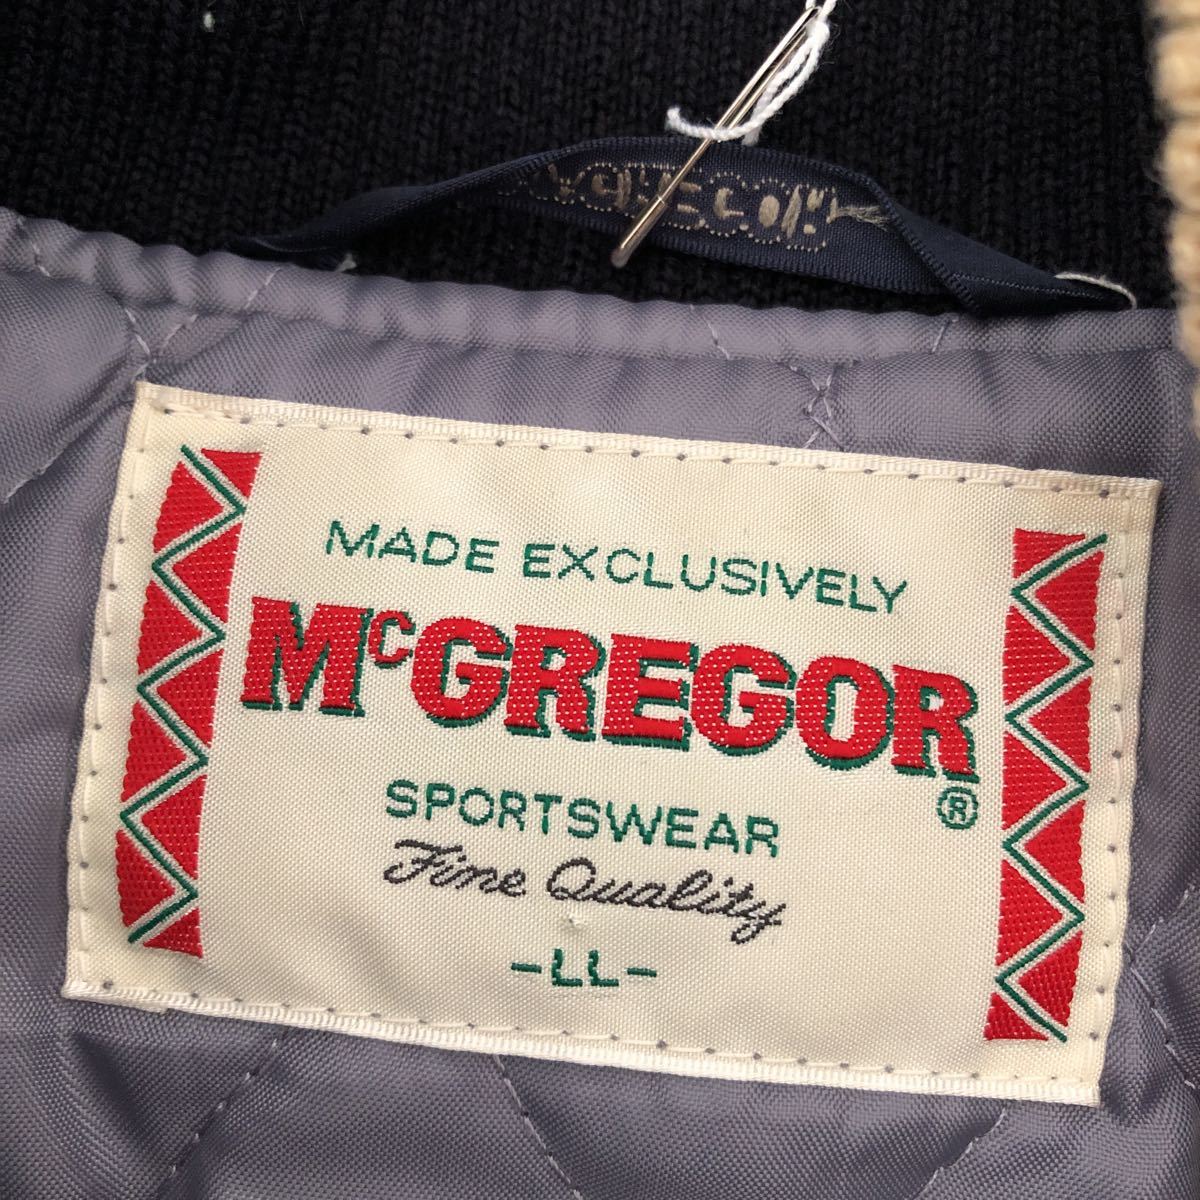 MADE EXCLUSIVELY
McGREGOR®
SPORTSWEAR
Fine Quality
-LL-